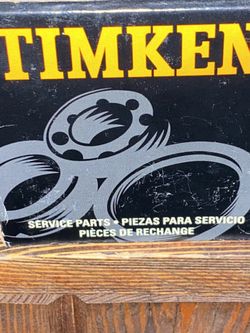 TIMKEN
SERVICE PARTS • PIEZAS PARA SERVICIO
PIÈCES DE RECHANGE